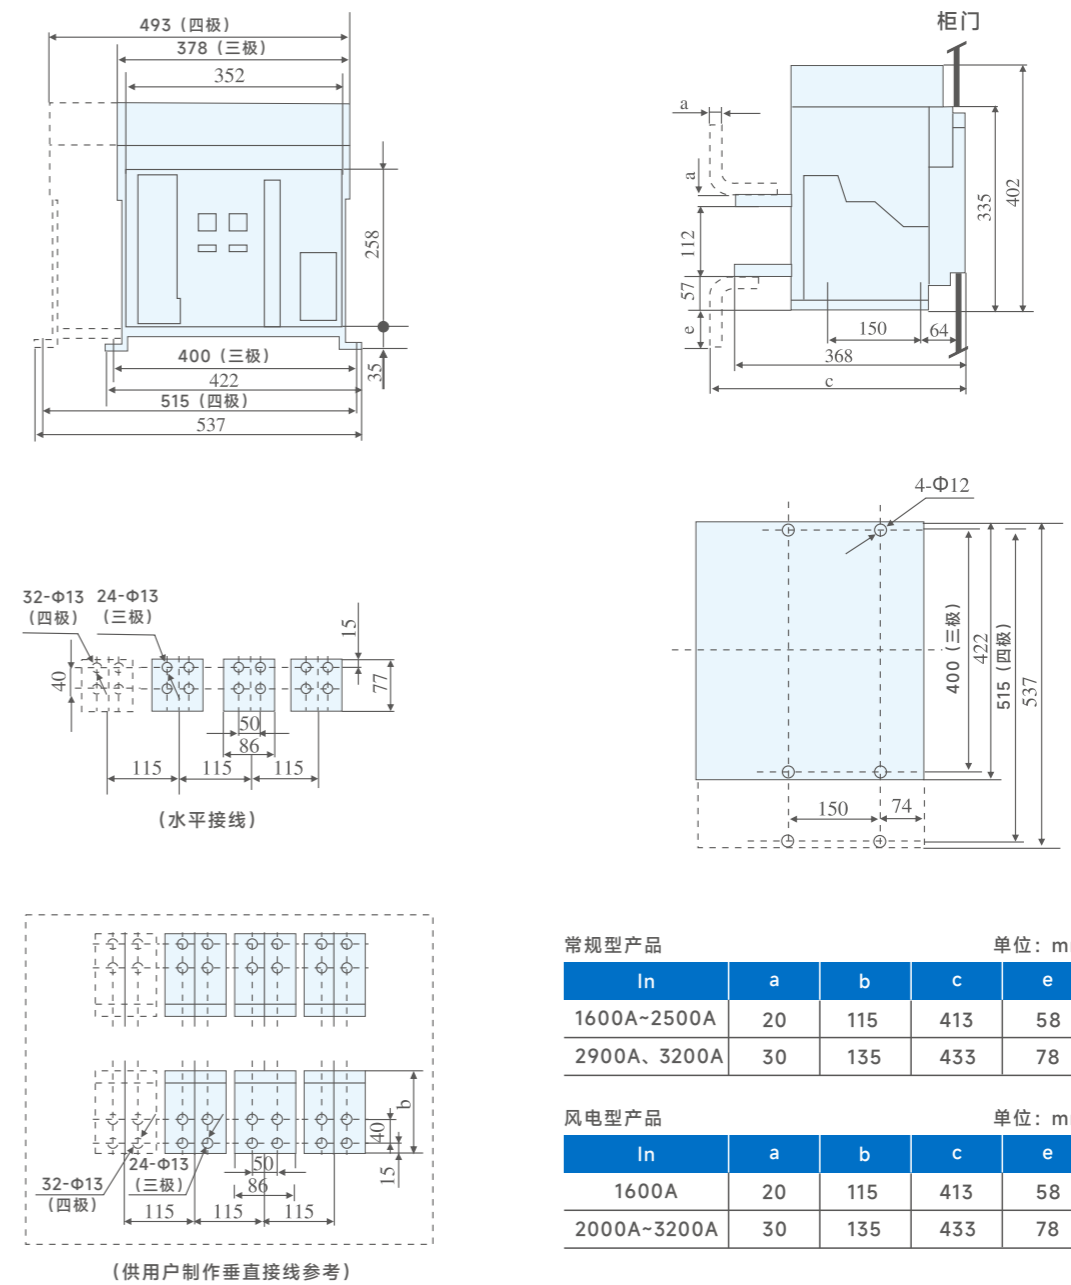 493（四极）
378（三极）
352
258
35
400（三极）
422
515（四极）
537
柜门
a
a
112
57
e
335
402
150
64
368
c
4-Φ12
400（三极）
422
515（四极）
537
150
74
32-Φ13
（四极）
24-Φ13
（三极）
15
40
77
50
86
115
115
115
（水平接线）
b
40
15
24-Φ13
（三极）
32-Φ13
（四极）
50
86
115
115
115
（供用户制作垂直接线参考）
常规型产品 单位：m
In a b c e
1600A~2500A 20 115 413 58
2900A、3200A 30 135 433 78
风电型产品 单位：m
In a b c e
1600A 20 115 413 58
2000A~3200A 30 135 433 78